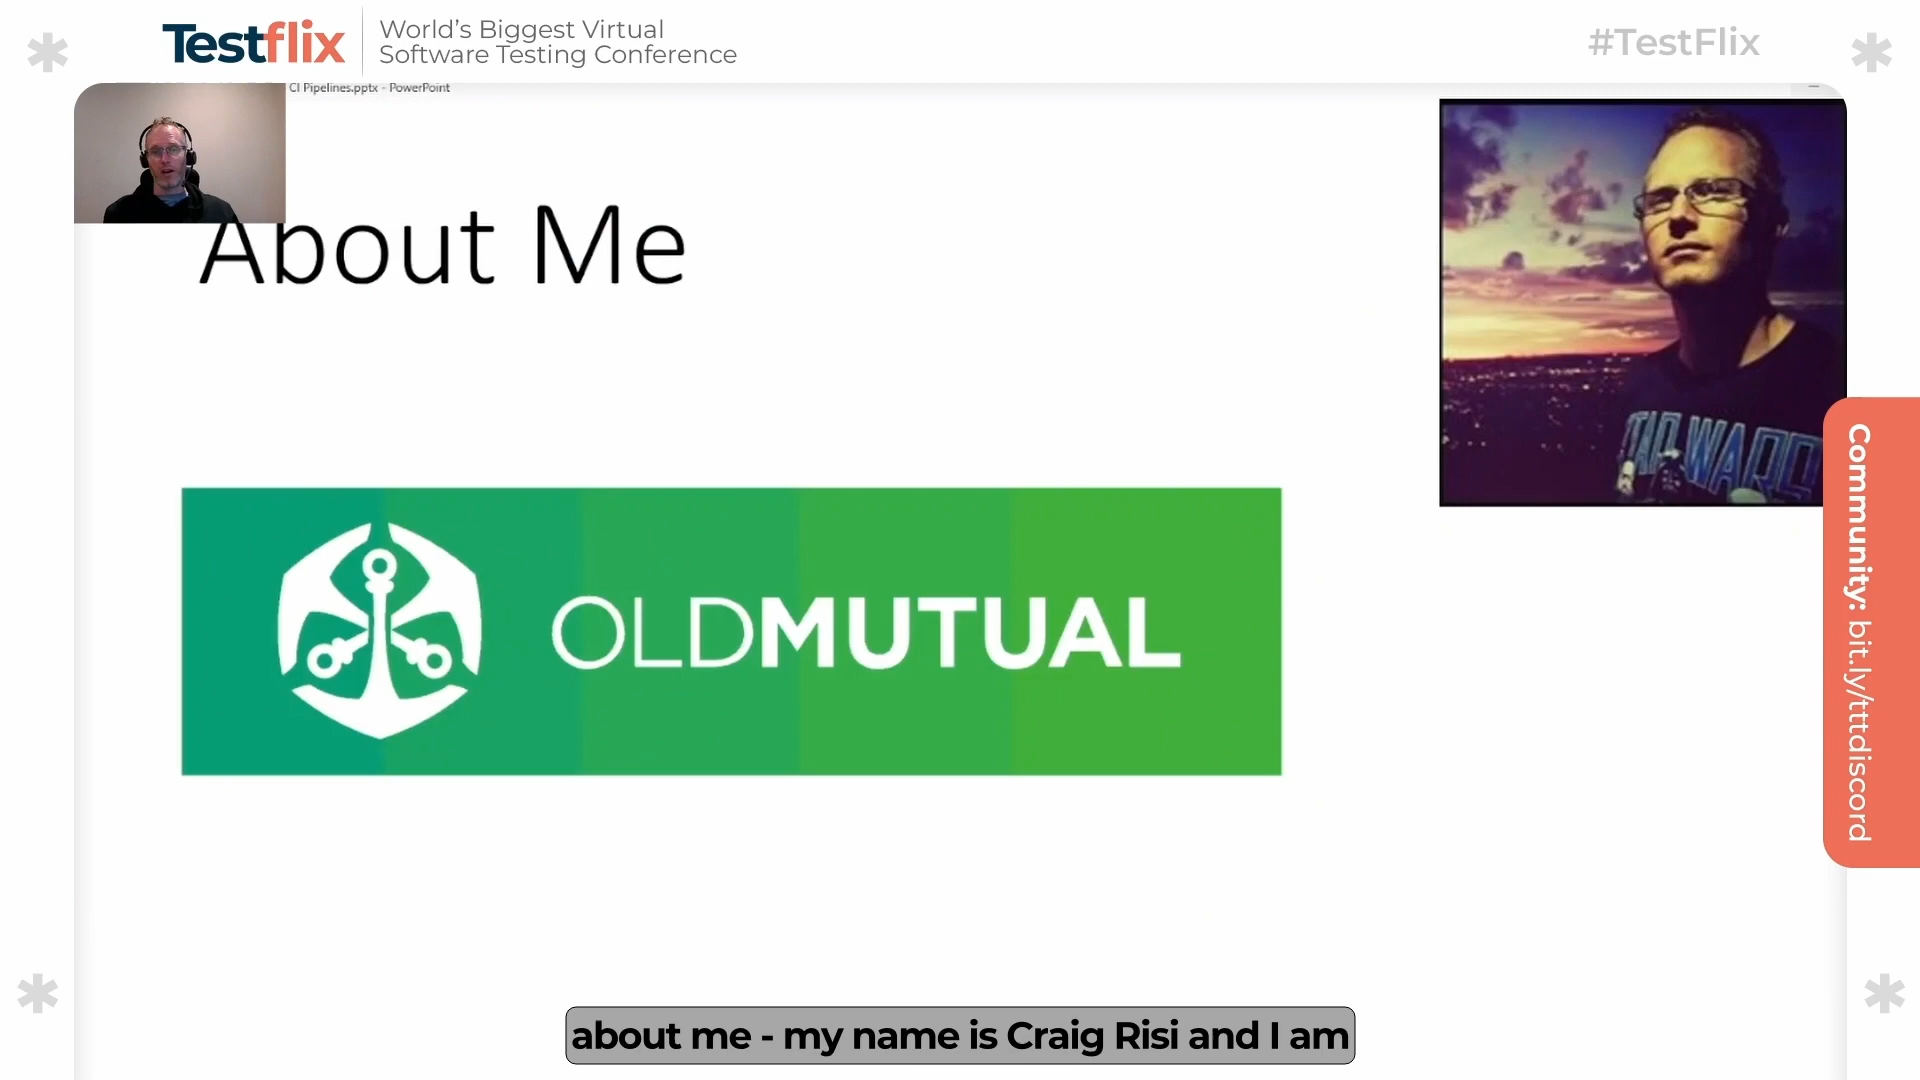 Testflix
World's Biggest Virtual
Software Testing Conference
#TestFlix
CI Pipelines.pptx - PowerPoint
About Me
OLDMUTUAL
Community: bit.ly/tttdiscord
about me - my name is Craig Risi and I am